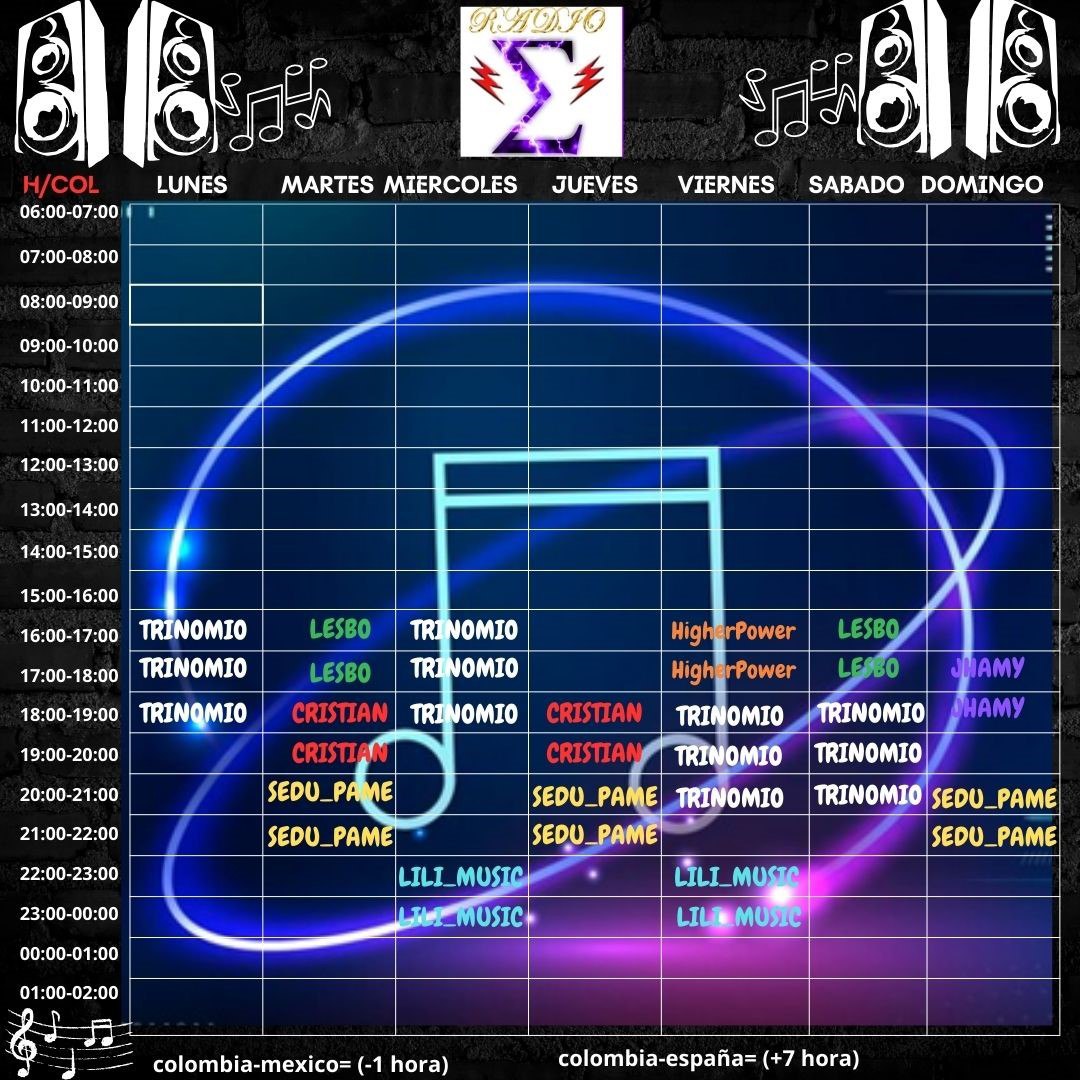 RADIO
Σ
H/COL LUNES MARTES MIERCOLES JUEVES VIERNES SABADO DOMINGO
06:00-07:00
07:00-08:00
08:00-09:00
09:00-10:00
10:00-11:00
11:00-12:00
12:00-13:00
13:00-14:00
14:00-15:00
15:00-16:00
16:00-17:00 TRINOMIO LESBO TRINOMIO HigherPower LESBO
17:00-18:00 TRINOMIO LESBO TRINOMIO HigherPower LESBO JHAMY
18:00-19:00 TRINOMIO CRISTIAN TRINOMIO CRISTIAN TRINOMIO TRINOMIO JHAMY
19:00-20:00 CRISTIAN CRISTIAN TRINOMIO TRINOMIO
20:00-21:00 SEDU_PAME SEDU_PAME TRINOMIO TRINOMIO SEDU_PAME
21:00-22:00 SEDU_PAME SEDU_PAME SEDU_PAME
22:00-23:00 LILI_MUSIC LILI_MUSIC
23:00-00:00 LILI_MUSIC LILI_MUSIC
00:00-01:00
01:00-02:00
colombia-mexico= (-1 hora) colombia-españa= (+7 hora)